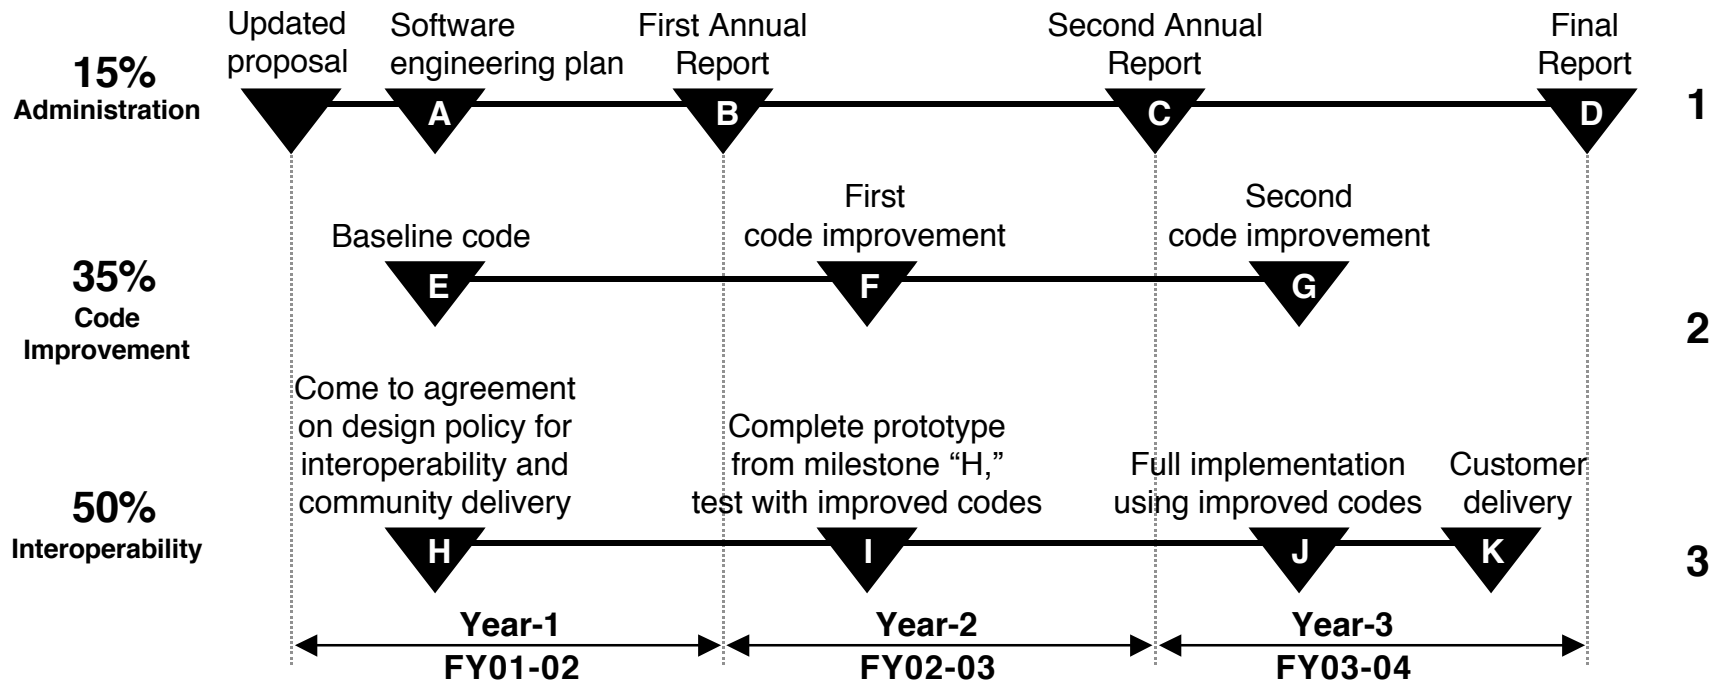 Updated
proposal
Software
engineering plan
First Annual
Report
Second Annual
Report
Final
Report
15%
Administration
A
B
C
D
1
Baseline code
First
code improvement
Second
code improvement
35%
Code
Improvement
E
F
G
2
Come to agreement
on design policy for
interoperability and
community delivery
Complete prototype
from milestone “H,”
test with improved codes
Full implementation
using improved codes
Customer
delivery
50%
Interoperability
H
I
J
K
3
Year-1
FY01-02
Year-2
FY02-03
Year-3
FY03-04